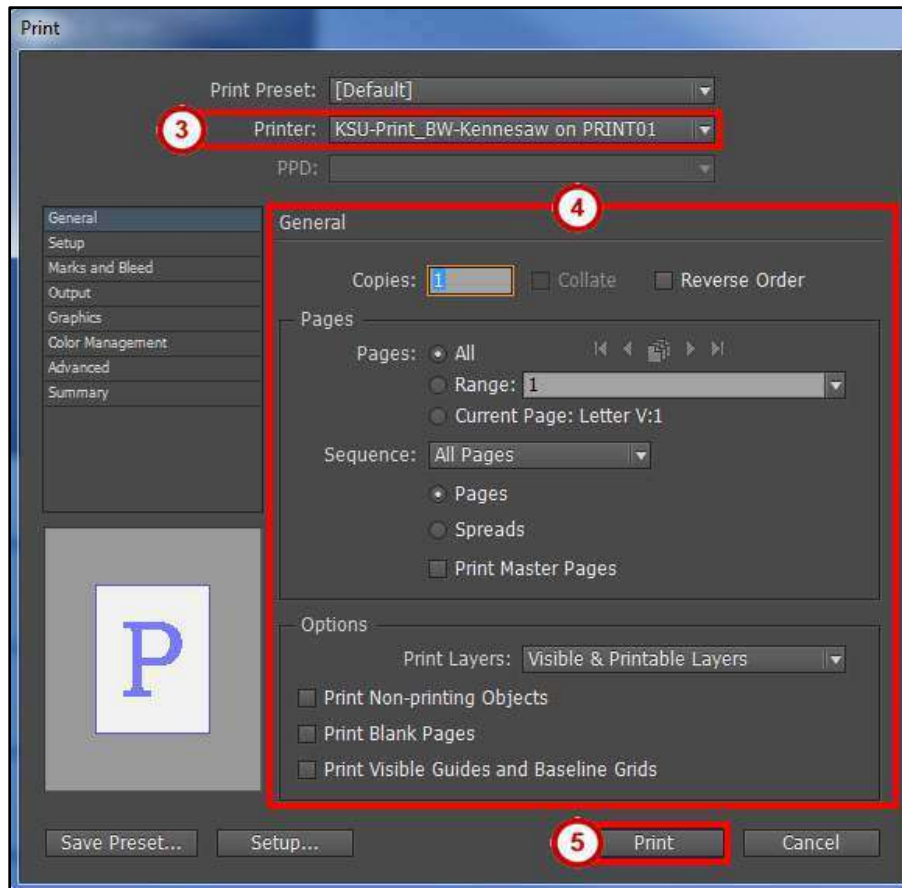 Print
Print Preset: [Default]
3 Printer: KSU-Print_BW-Kennesaw on PRINT01
PPD:
General
Setup
Marks and Bleed
Output
Graphics
Color Management
Advanced
Summary
P
4
General
Copies: 1 Collate Reverse Order
Pages
Pages: All
Range: 1
Current Page: Letter V:1
Sequence: All Pages
Pages
Spreads
Print Master Pages
Options
Print Layers: Visible & Printable Layers
Print Non-printing Objects
Print Blank Pages
Print Visible Guides and Baseline Grids
Save Preset... Setup... 5 Print Cancel